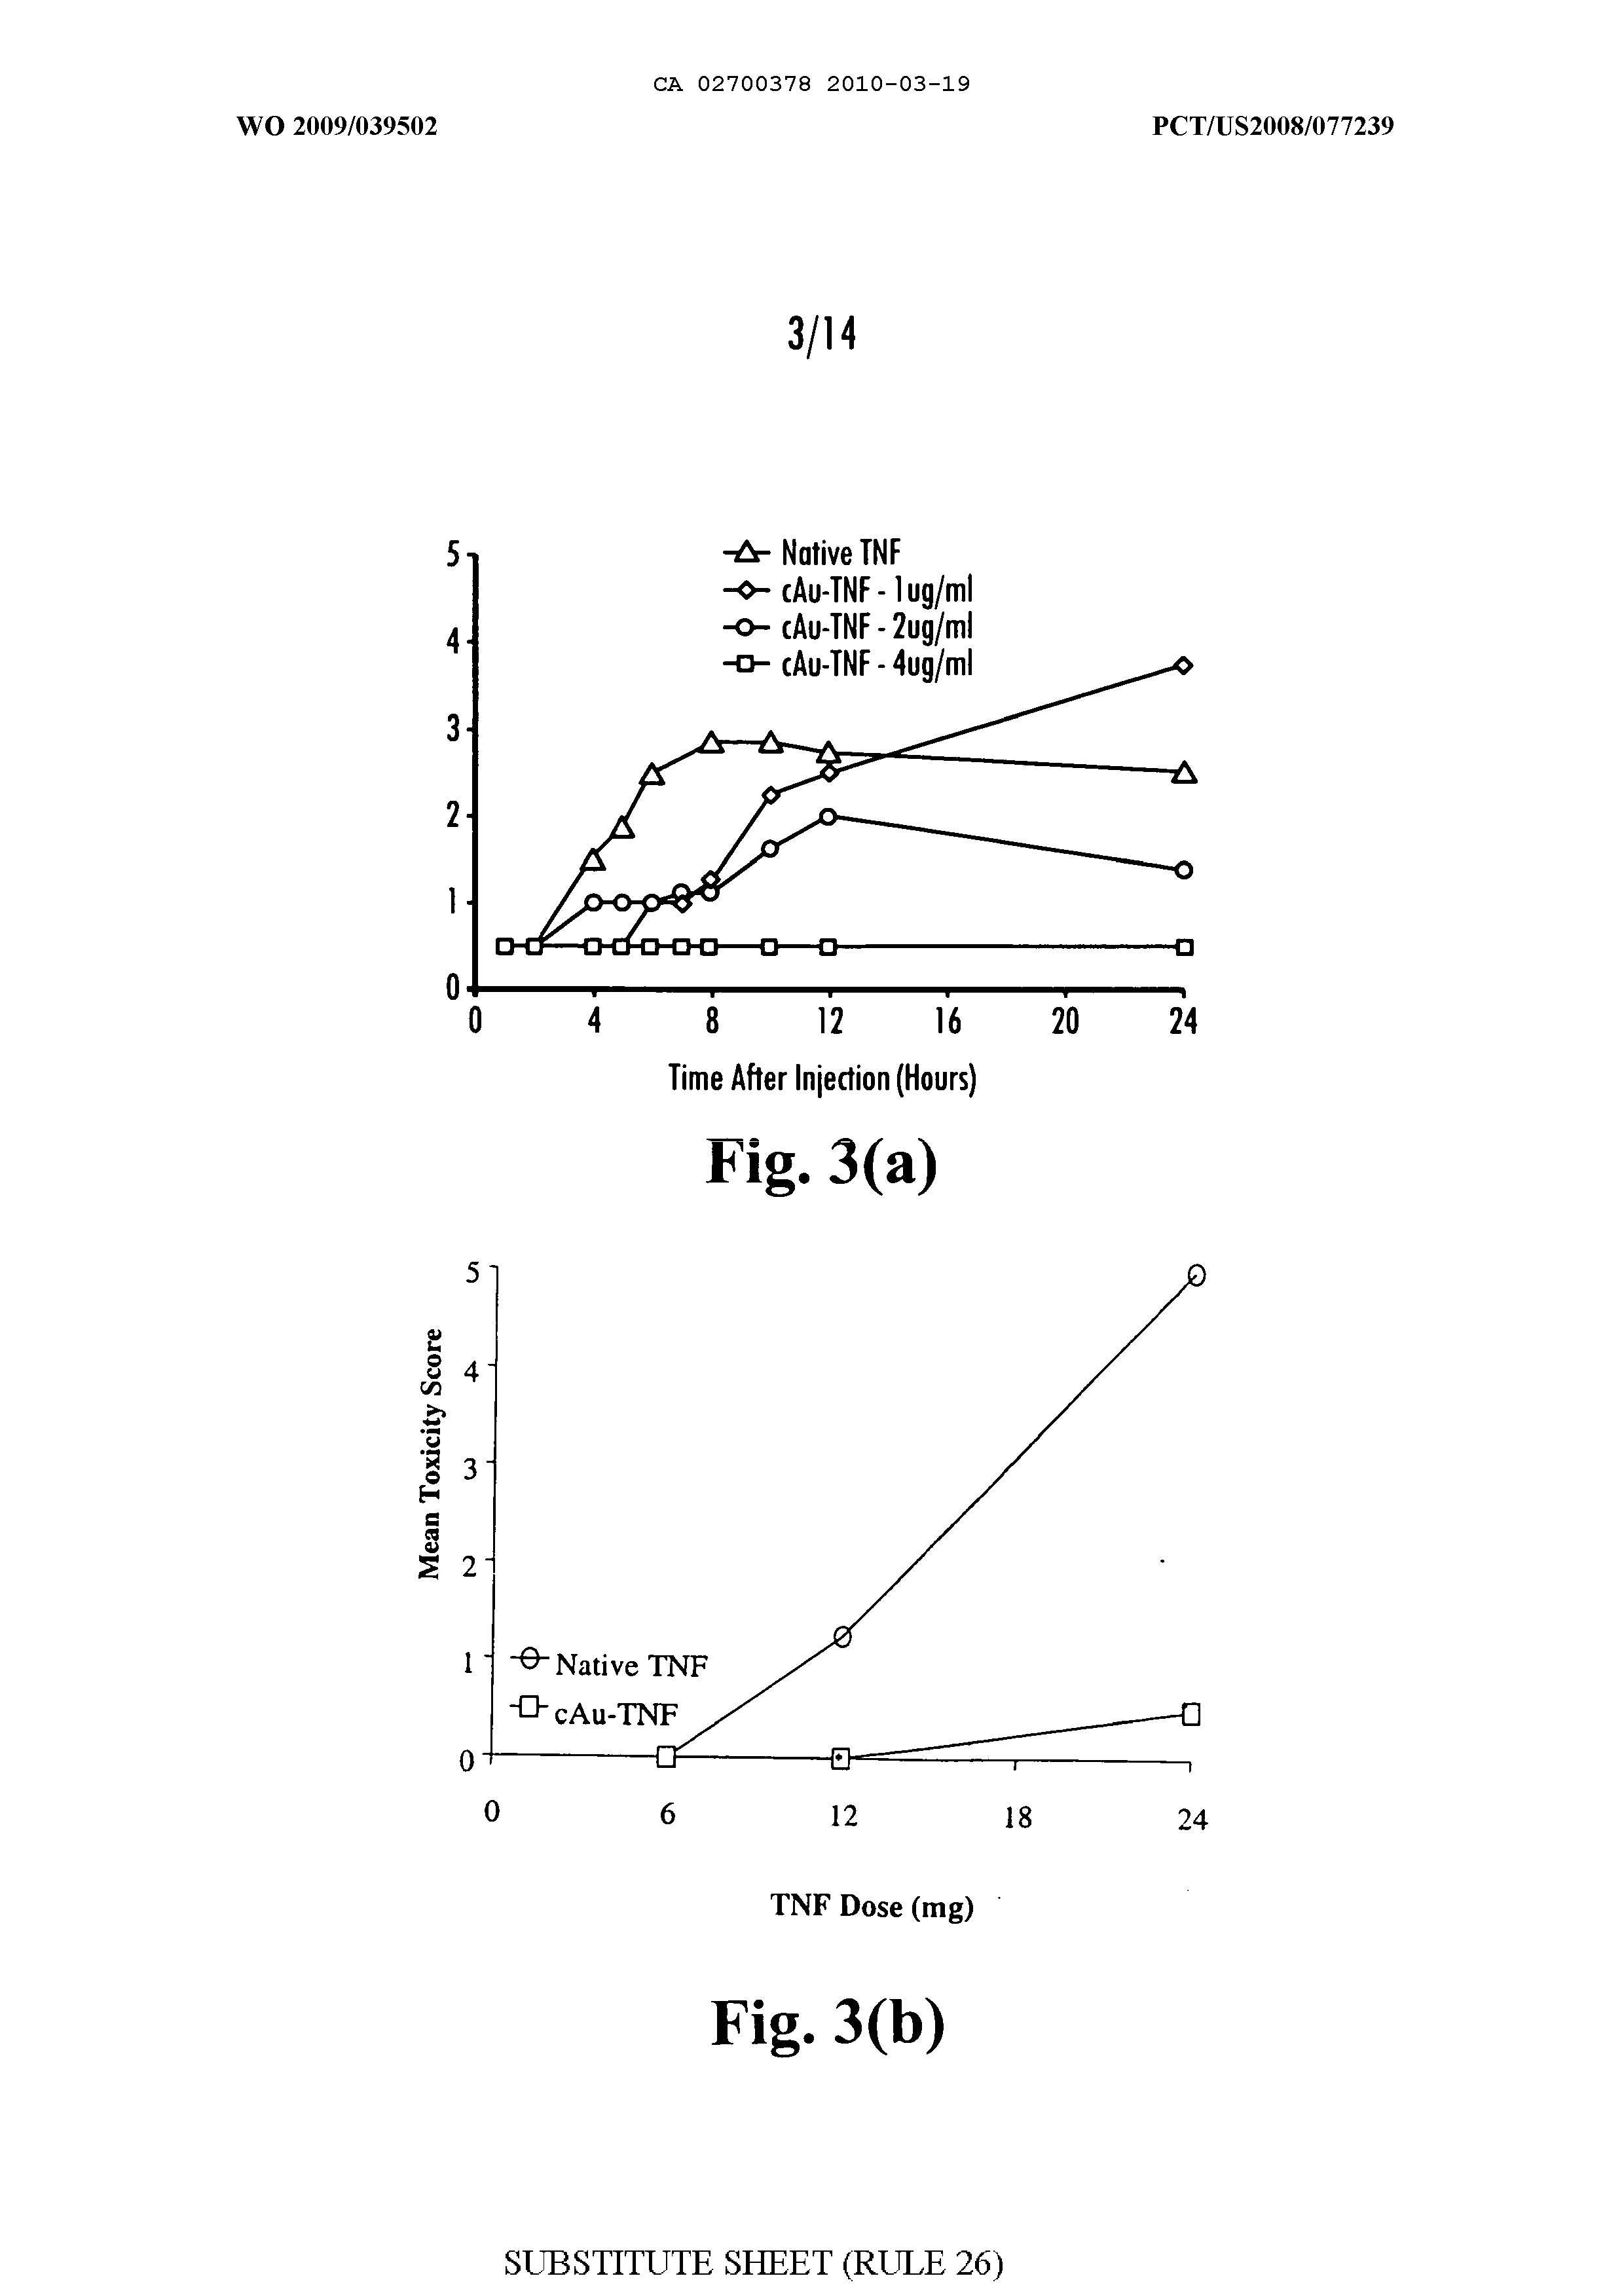 CA 02700378 2010-03-19
WO 2009/039502
PCT/US2008/077239
3/14
Native TNF
cAu-TNF - 1ug/ml
cAu-TNF - 2ug/ml
cAu-TNF - 4ug/ml
5
4
3
2
1
0
0 4 8 12 16 20 24
Time After Injection (Hours)
Fig. 3(a)
Mean Toxicity Score
5
4
3
2
1
0
Native TNF
cAu-TNF
0 6 12 18 24
TNF Dose (mg)
Fig. 3(b)
SUBSTITUTE SHEET (RULE 26)